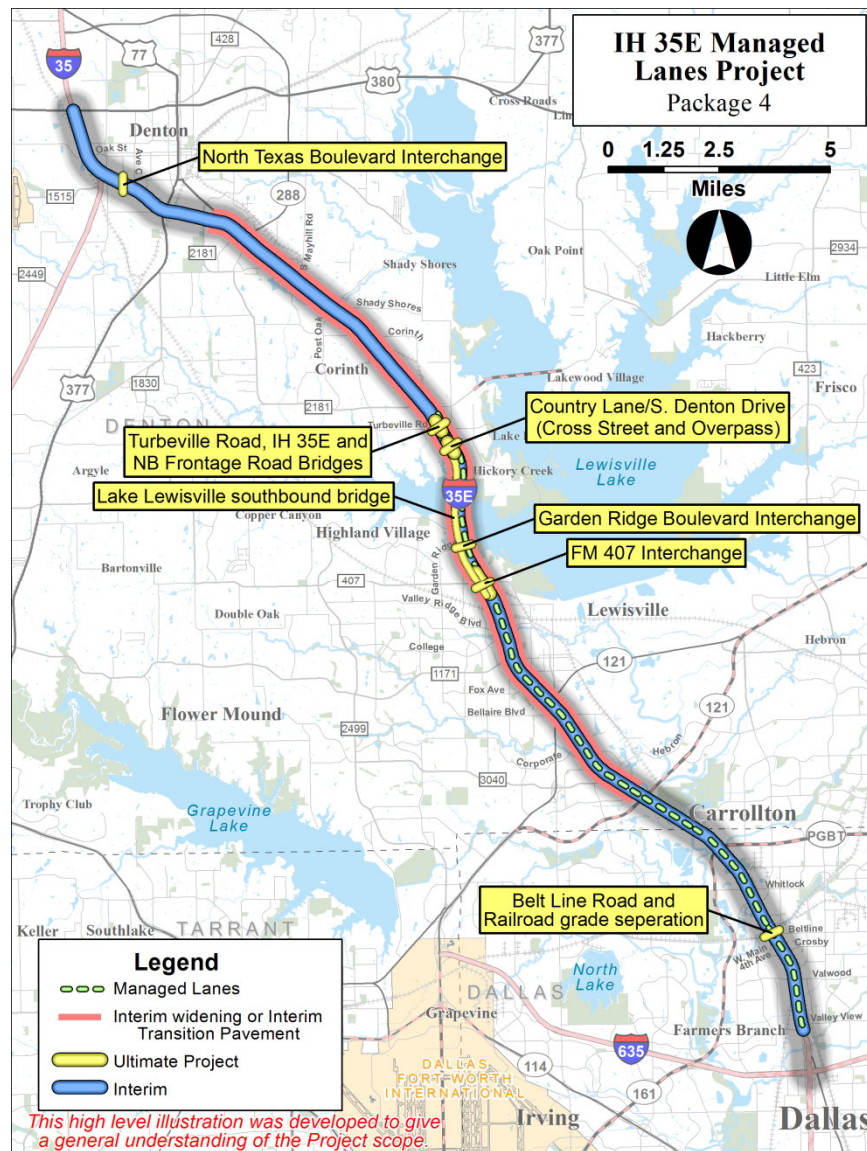 IH 35E Managed
Lanes Project
Package 4
0 1.25 2.5 5
Miles
35
77
428
377
380
Cross Roads
Denton
Oak St
Ave C
North Texas Boulevard Interchange
1515
288
2181
S Mayhill Rd
Oak Point
2934
Shady Shores
Little Elm
2449
Shady Shores
Post Oak
Corinth
Hackberry
Corinth
423
Lakewood Village
Frisco
377
1830
2181
DENTON
Turbeville Rd
Country Lane/S. Denton Drive
(Cross Street and Overpass)
Turbeville Road, IH 35E and
NB Frontage Road Bridges
Lake
Argyle
Hickory Creek
Lewisville
Lake
35E
Lake Lewisville southbound bridge
Copper Canyon
Garden Ridge Boulevard Interchange
Highland Village
Garden Ridge
FM 407 Interchange
Bartonville
407
Valley Ridge Blvd
Lewisville
Double Oak
Hebron
College
121
1171
Fox Ave
Flower Mound
Bellaire Blvd
121
2499
Hebron
Corporate
3040
Trophy Club
Grapevine
Lake
Carrollton
PGBT
Whitlock
Belt Line Road and
Railroad grade seperation
Beltline
Crosby
Keller
Southlake
TARRANT
W. Main
4th Ave
Valwood
North
Lake
DALLAS
Valley View
Grapevine
Farmers Branch
635
DALLAS
FORT WORTH
INTERNATIONAL
114
161
Irving
Dallas
Legend
Managed Lanes
Interim widening or Interim
Transition Pavement
Ultimate Project
Interim
This high level illustration was developed to give
a general understanding of the Project scope.